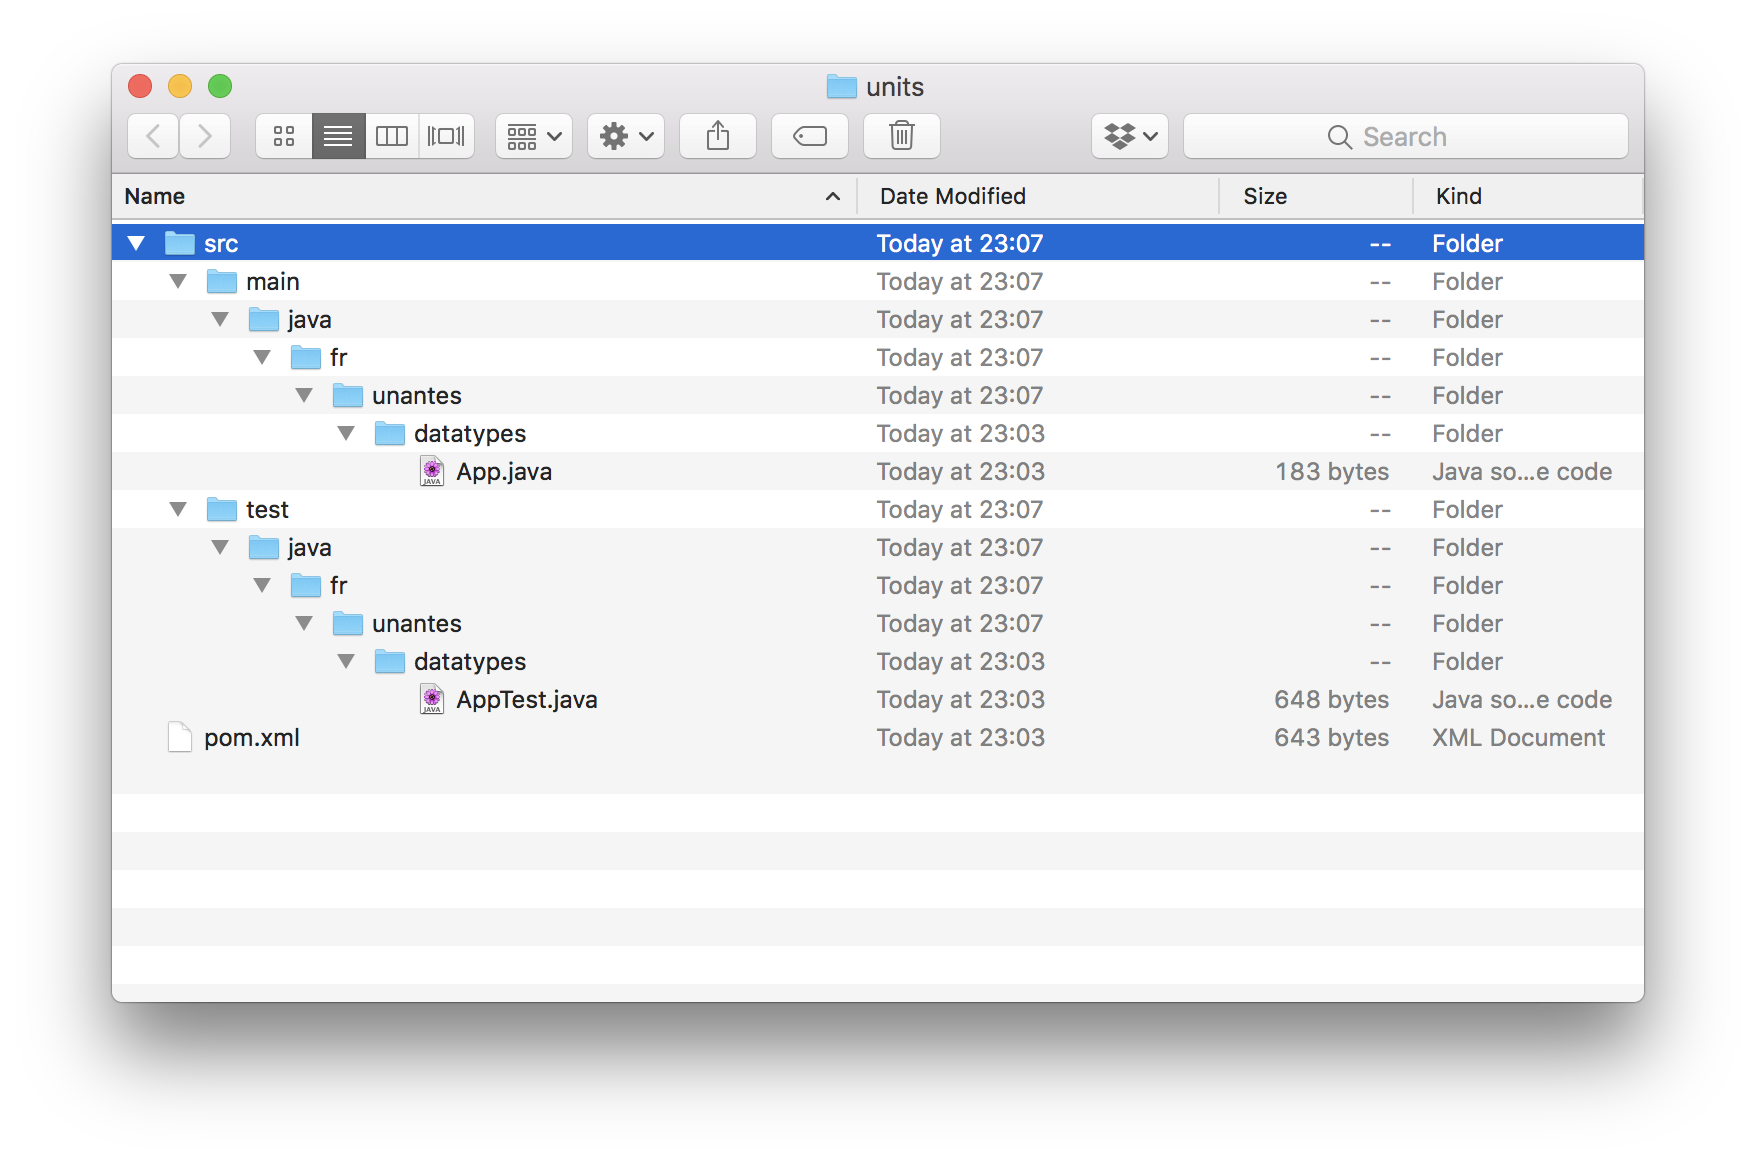 units
Search
Name Date Modified Size Kind
src Today at 23:07 -- Folder
main Today at 23:07 -- Folder
java Today at 23:07 -- Folder
fr Today at 23:07 -- Folder
unantes Today at 23:07 -- Folder
datatypes Today at 23:03 -- Folder
JAVA App.java Today at 23:03 183 bytes Java so...e code
test Today at 23:07 -- Folder
java Today at 23:07 -- Folder
fr Today at 23:07 -- Folder
unantes Today at 23:07 -- Folder
datatypes Today at 23:03 -- Folder
JAVA AppTest.java Today at 23:03 648 bytes Java so...e code
pom.xml Today at 23:03 643 bytes XML Document